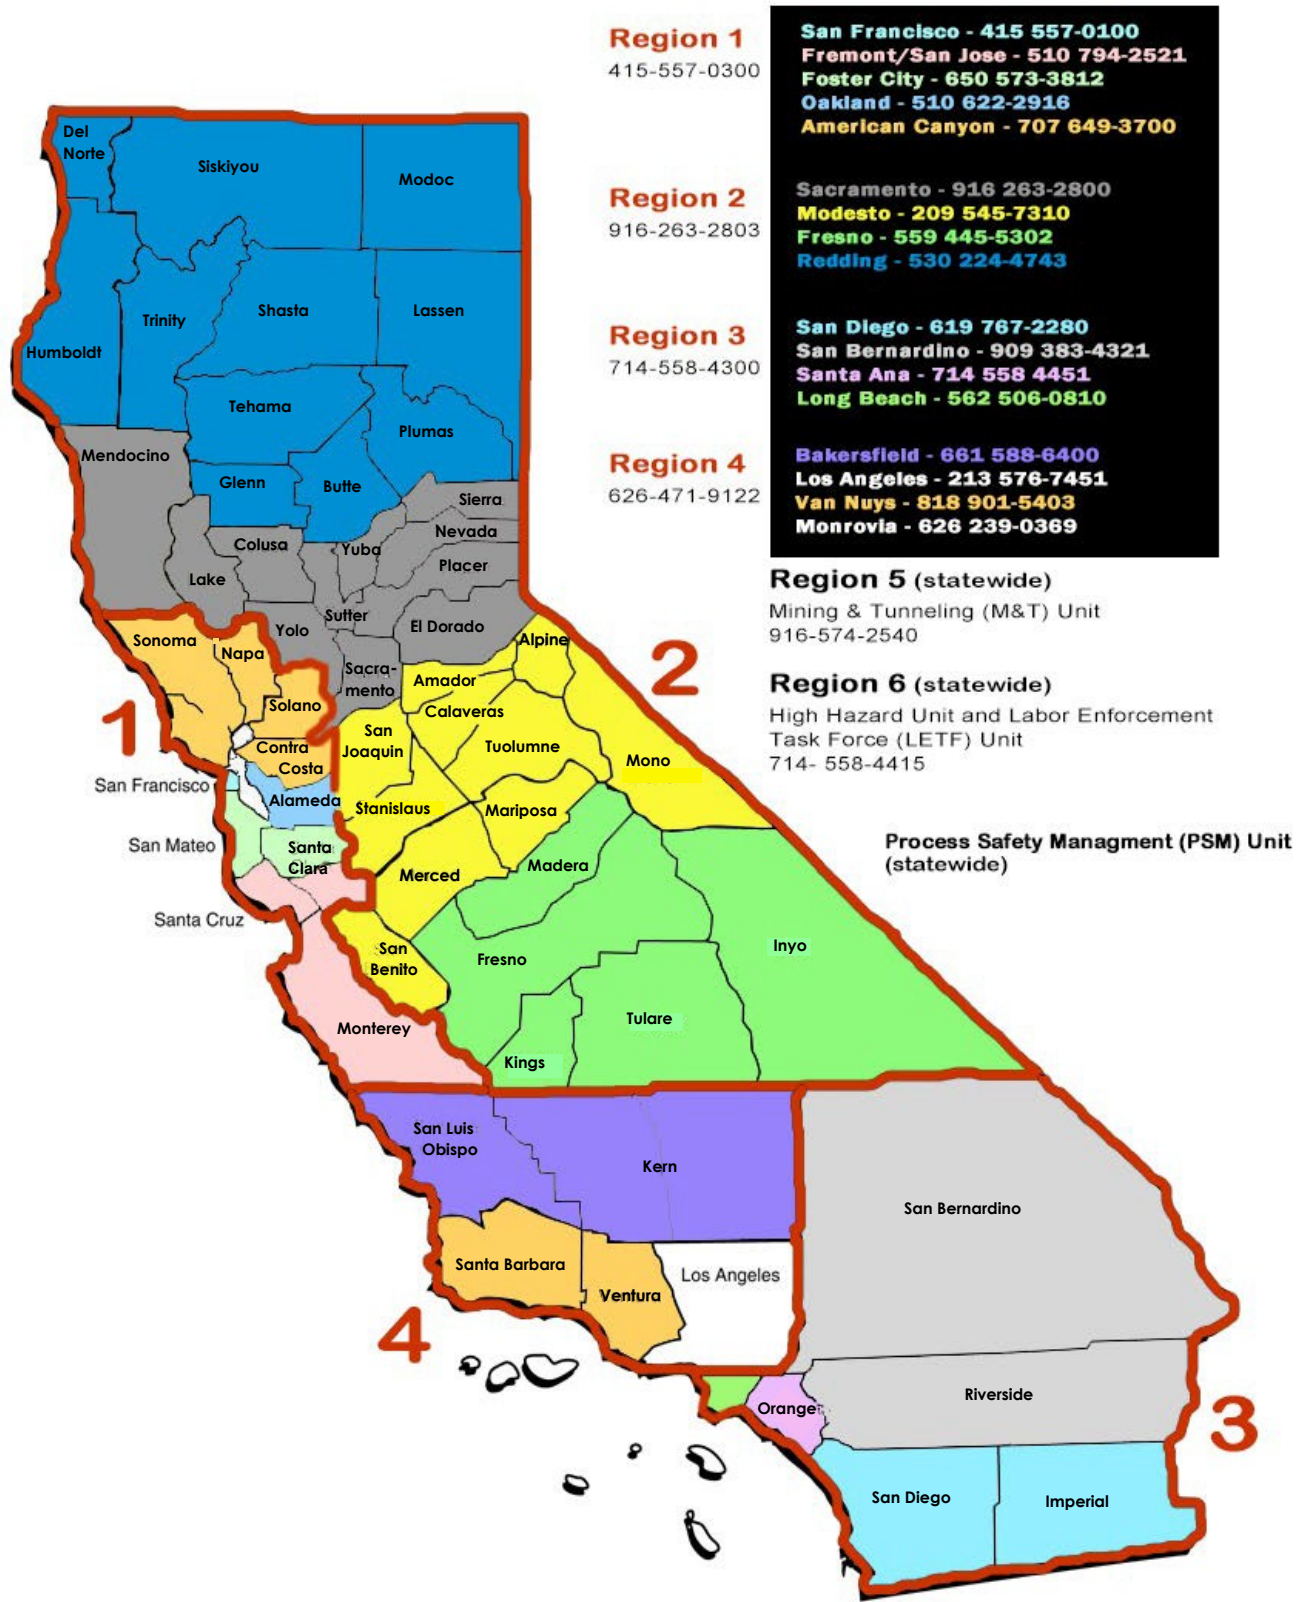 Region 1
415-557-0300
San Francisco - 415 557-0100
Fremont/San Jose - 510 794-2521
Foster City - 650 573-3812
Oakland - 510 622-2916
American Canyon - 707 649-3700
Region 2
916-263-2803
Sacramento - 916 263-2800
Modesto - 209 545-7310
Fresno - 559 445-5302
Redding - 530 224-4743
Region 3
714-558-4300
San Diego - 619 767-2280
San Bernardino - 909 383-4321
Santa Ana - 714 558 4451
Long Beach - 562 506-0810
Region 4
626-471-9122
Bakersfield - 661 588-6400
Los Angeles - 213 576-7451
Van Nuys - 818 901-5403
Monrovia - 626 239-0369
Region 5 (statewide)
Mining & Tunneling (M&T) Unit
916-574-2540
Region 6 (statewide)
High Hazard Unit and Labor Enforcement
Task Force (LETF) Unit
714- 558-4415
Process Safety Managment (PSM) Unit
(statewide)
Del
Norte
Siskiyou
Modoc
Humboldt
Trinity
Shasta
Lassen
Tehama
Plumas
Mendocino
Glenn
Butte
Sierra
Colusa
Yuba
Nevada
Placer
Lake
Sutter
El Dorado
Yolo
Sonoma
Napa
Alpine
Sacra-
mento
Amador
2
Solano
Calaveras
1
San
Joaquin
Contra
Costa
Tuolumne
Mono
San Francisco
Alameda
Stanislaus
Mariposa
San Mateo
Santa
Clara
Merced
Madera
Santa Cruz
San
Benito
Fresno
Inyo
Monterey
Tulare
Kings
San Luis
Obispo
Kern
San Bernardino
Santa Barbara
Los Angeles
Ventura
4
Riverside
Orange
3
San Diego
Imperial